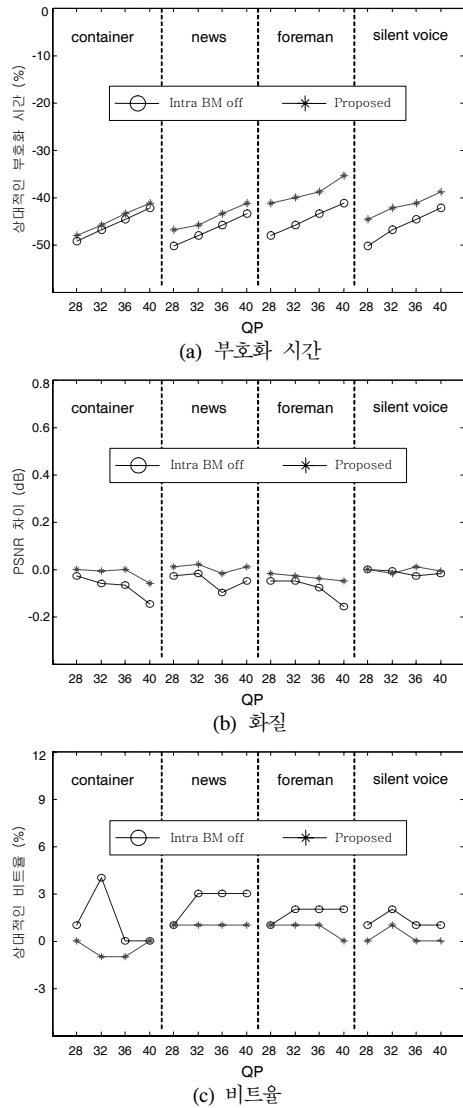 0
container news foreman silent voice
-10
-20
Intra BM off Proposed
-30
-40
-50
상대적인 부호화 시간 (%)
28 32 36 40 28 32 36 40 28 32 36 40 28 32 36 40
QP
(a) 부호화 시간
0.8
container news foreman silent voice
0.6
0.4
Intra BM off Proposed
0.2
0.0
-0.2
PSNR 차이 (dB)
28 32 36 40 28 32 36 40 28 32 36 40 28 32 36 40
QP
(b) 화질
12
container news foreman silent voice
9
6
Intra BM off Proposed
3
0
-3
상대적인 비트율 (%)
28 32 36 40 28 32 36 40 28 32 36 40 28 32 36 40
QP
(c) 비트율